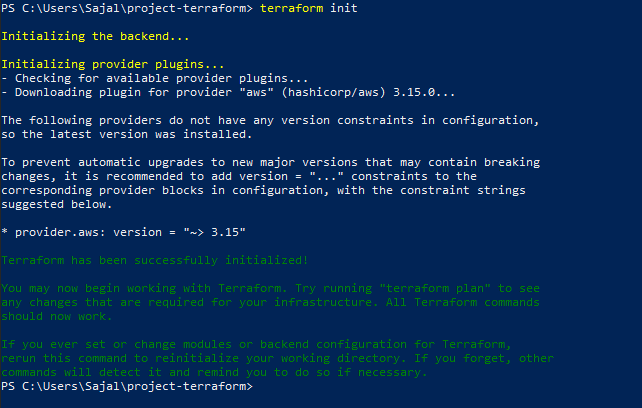 PS C:\Users\Sajal\project-terraform> terraform init
Initializing the backend...
Initializing provider plugins...
- Checking for available provider plugins...
- Downloading plugin for provider "aws" (hashicorp/aws) 3.15.0...
The following providers do not have any version constraints in configuration,
so the latest version was installed.
To prevent automatic upgrades to new major versions that may contain breaking
changes, it is recommended to add version = "..." constraints to the
corresponding provider blocks in configuration, with the constraint strings
suggested below.
* provider.aws: version = "~> 3.15"
Terraform has been successfully initialized!
You may now begin working with Terraform. Try running "terraform plan" to see
any changes that are required for your infrastructure. All Terraform commands
should now work.
If you ever set or change modules or backend configuration for Terraform,
rerun this command to reinitialize your working directory. If you forget, other
commands will detect it and remind you to do so if necessary.
PS C:\Users\Sajal\project-terraform>